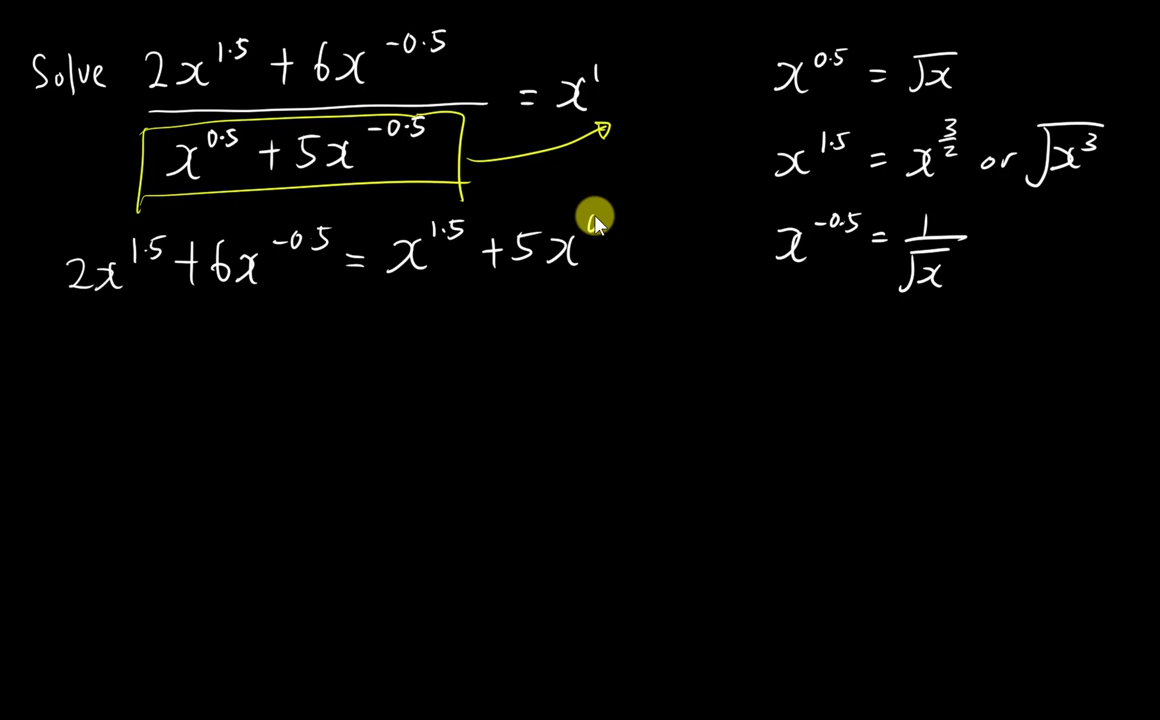 Solve (2x^1.5 + 6x^-0.5)/(x^0.5 + 5x^-0.5) = x^1
2x^1.5 + 6x^-0.5 = x^1.5 + 5x
x^0.5 = √x
x^1.5 = x^(3/2) or √x^3
x^-0.5 = 1/√x